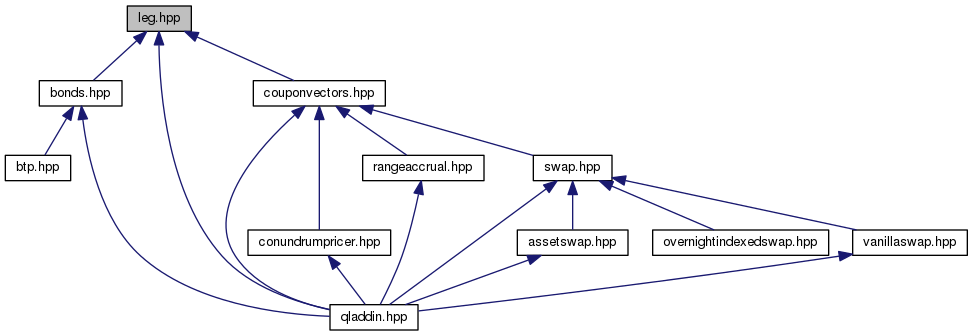 leg.hpp
bonds.hpp
couponvectors.hpp
btp.hpp
rangeaccrual.hpp
swap.hpp
conundrumpricer.hpp
assetswap.hpp
overnightindexedswap.hpp
vanillaswap.hpp
qladdin.hpp